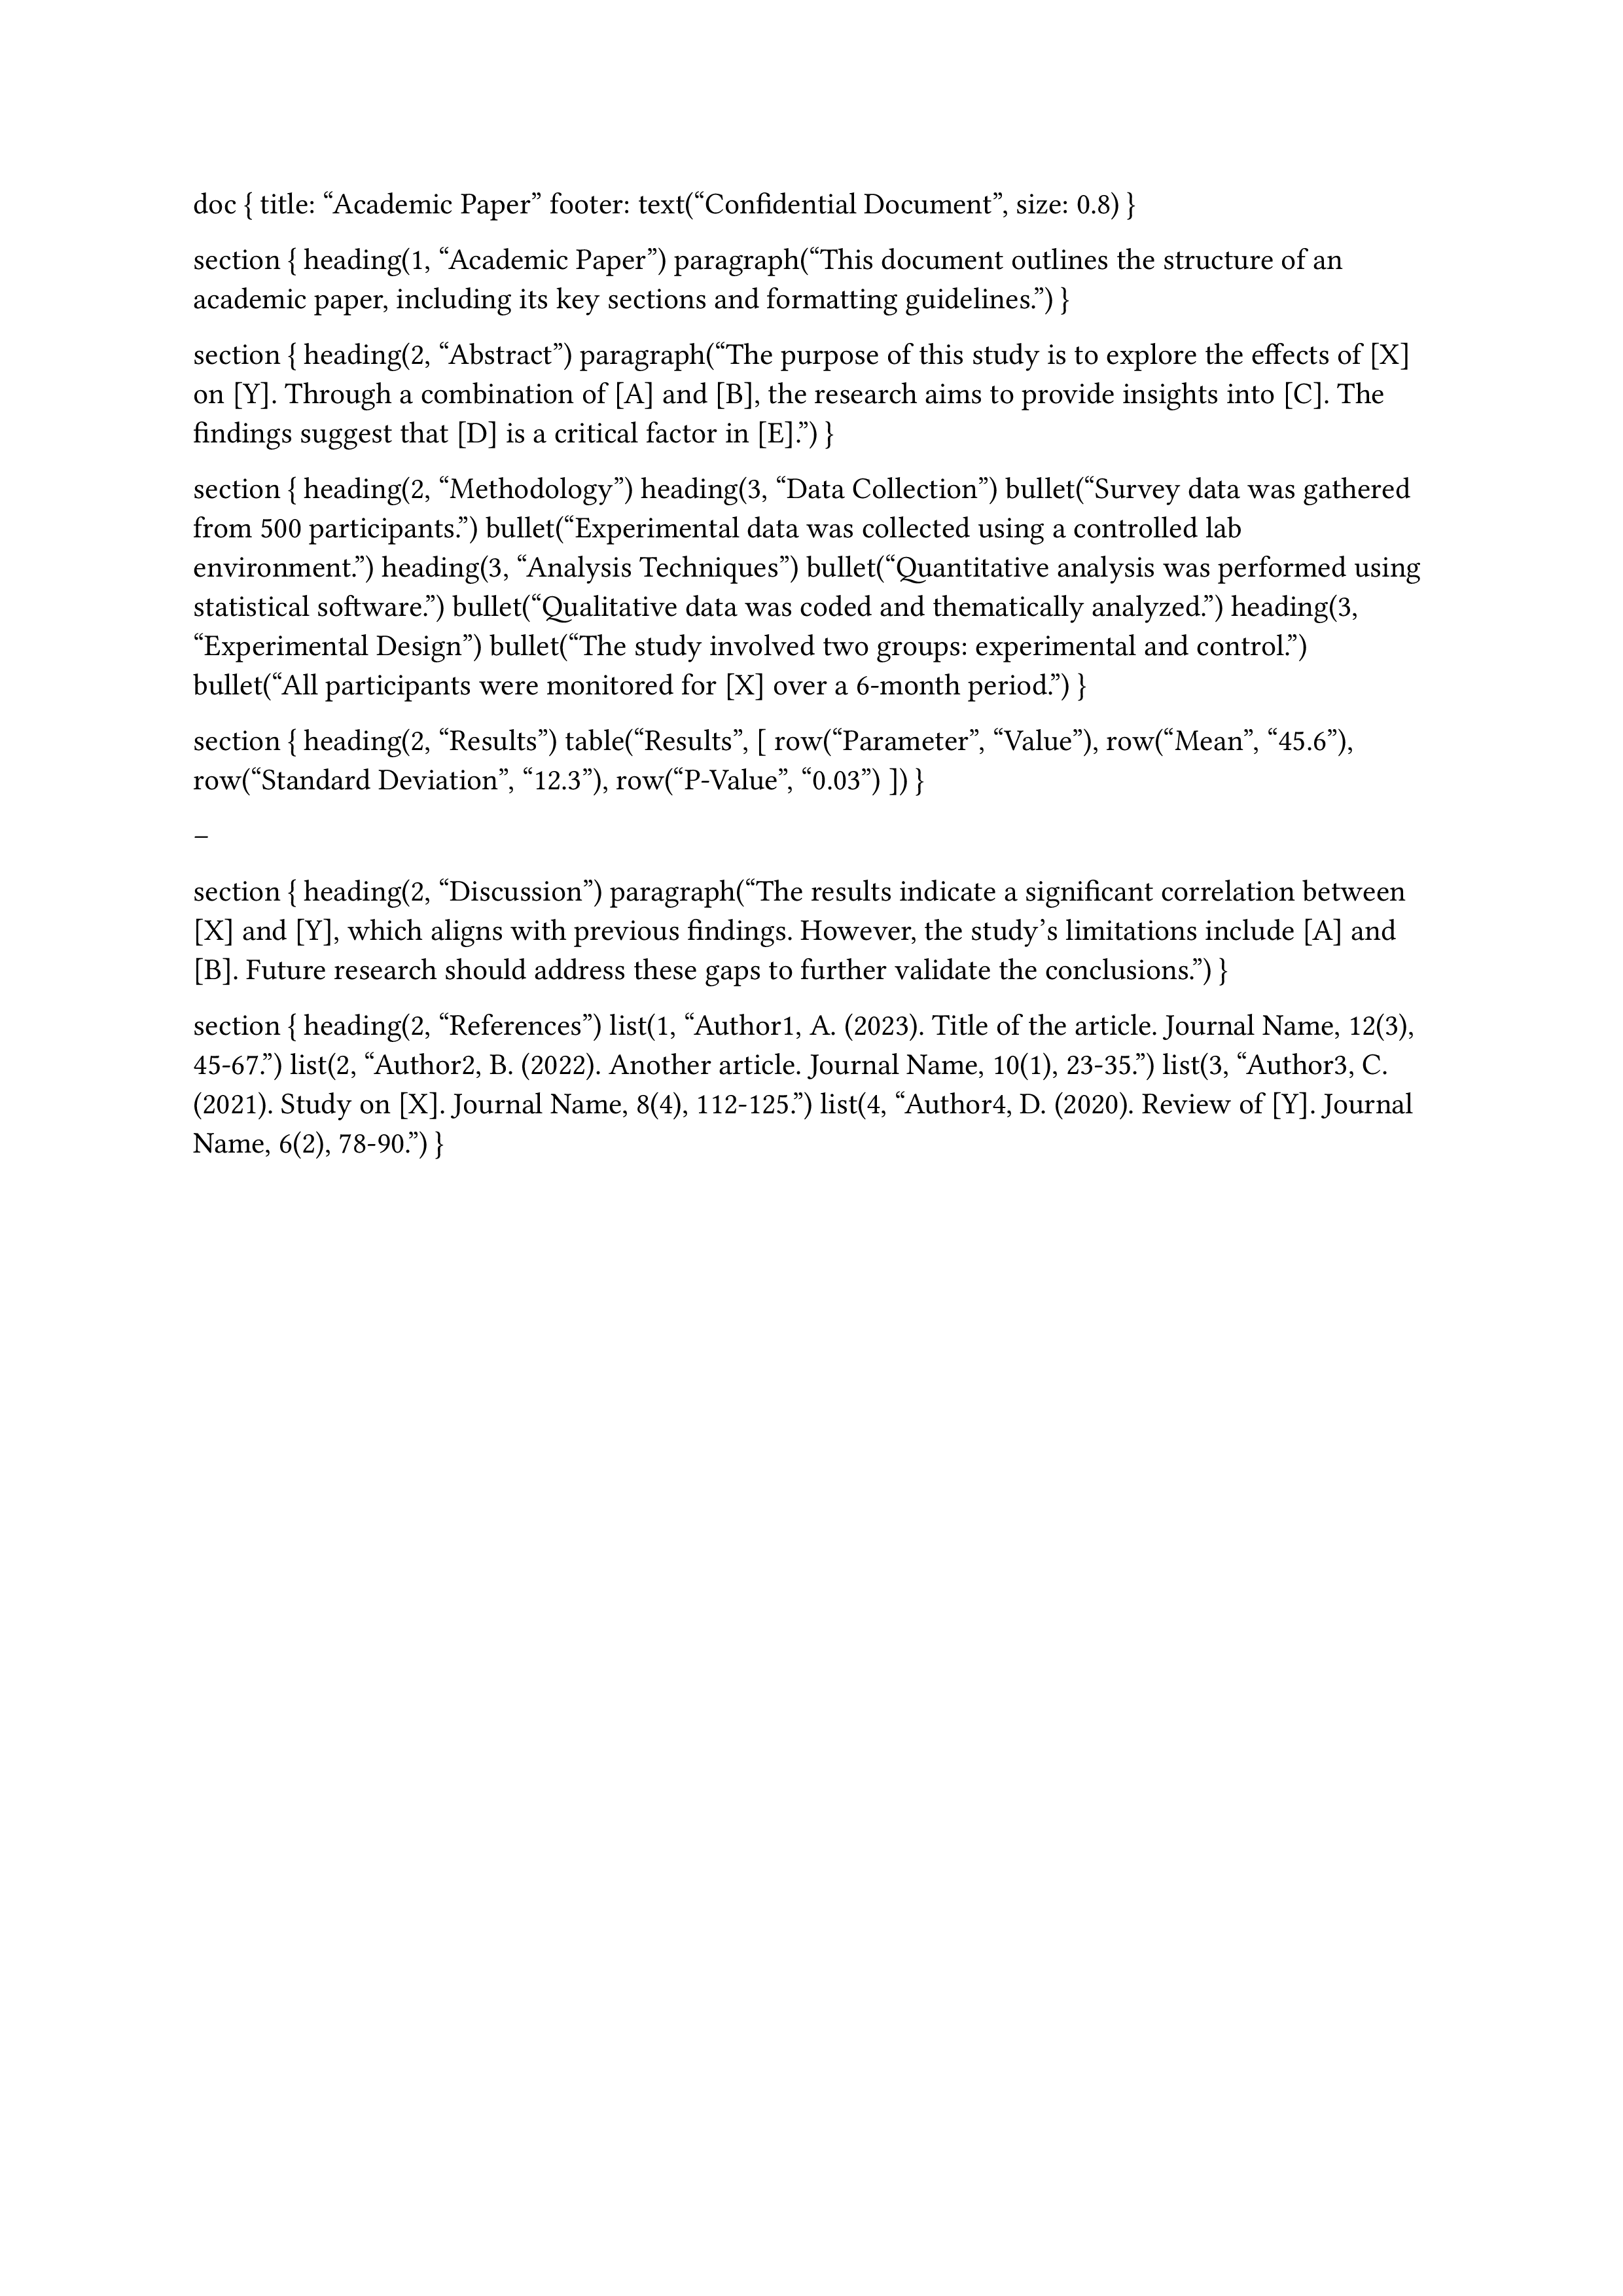 doc { title: “Academic Paper” footer: text(“Confidential Document”, size: 0.8) }
section { heading(1, “Academic Paper”) paragraph(“This document outlines the structure of an
academic paper, including its key sections and formatting guidelines.”) }
section { heading(2, “Abstract”) paragraph(“The purpose of this study is to explore the effects of [X]
on [Y]. Through a combination of [A] and [B], the research aims to provide insights into [C]. The
findings suggest that [D] is a critical factor in [E].”) }
section { heading(2, “Methodology”) heading(3, “Data Collection”) bullet(“Survey data was gathered
from 500 participants.”) bullet(“Experimental data was collected using a controlled lab
environment.”) heading(3, “Analysis Techniques”) bullet(“Quantitative analysis was performed using
statistical software.”) bullet(“Qualitative data was coded and thematically analyzed.”) heading(3,
“Experimental Design”) bullet(“The study involved two groups: experimental and control.”)
bullet(“All participants were monitored for [X] over a 6-month period.”) }
section { heading(2, “Results”) table(“Results”, [ row(“Parameter”, “Value”), row(“Mean”, “45.6”),
row(“Standard Deviation”, “12.3”), row(“P-Value”, “0.03”) ]) }
–
section { heading(2, “Discussion”) paragraph(“The results indicate a significant correlation between
[X] and [Y], which aligns with previous findings. However, the study’s limitations include [A] and
[B]. Future research should address these gaps to further validate the conclusions.”) }
section { heading(2, “References”) list(1, “Author1, A. (2023). Title of the article. Journal Name, 12(3),
45-67.”) list(2, “Author2, B. (2022). Another article. Journal Name, 10(1), 23-35.”) list(3, “Author3, C.
(2021). Study on [X]. Journal Name, 8(4), 112-125.”) list(4, “Author4, D. (2020). Review of [Y]. Journal
Name, 6(2), 78-90.”) }